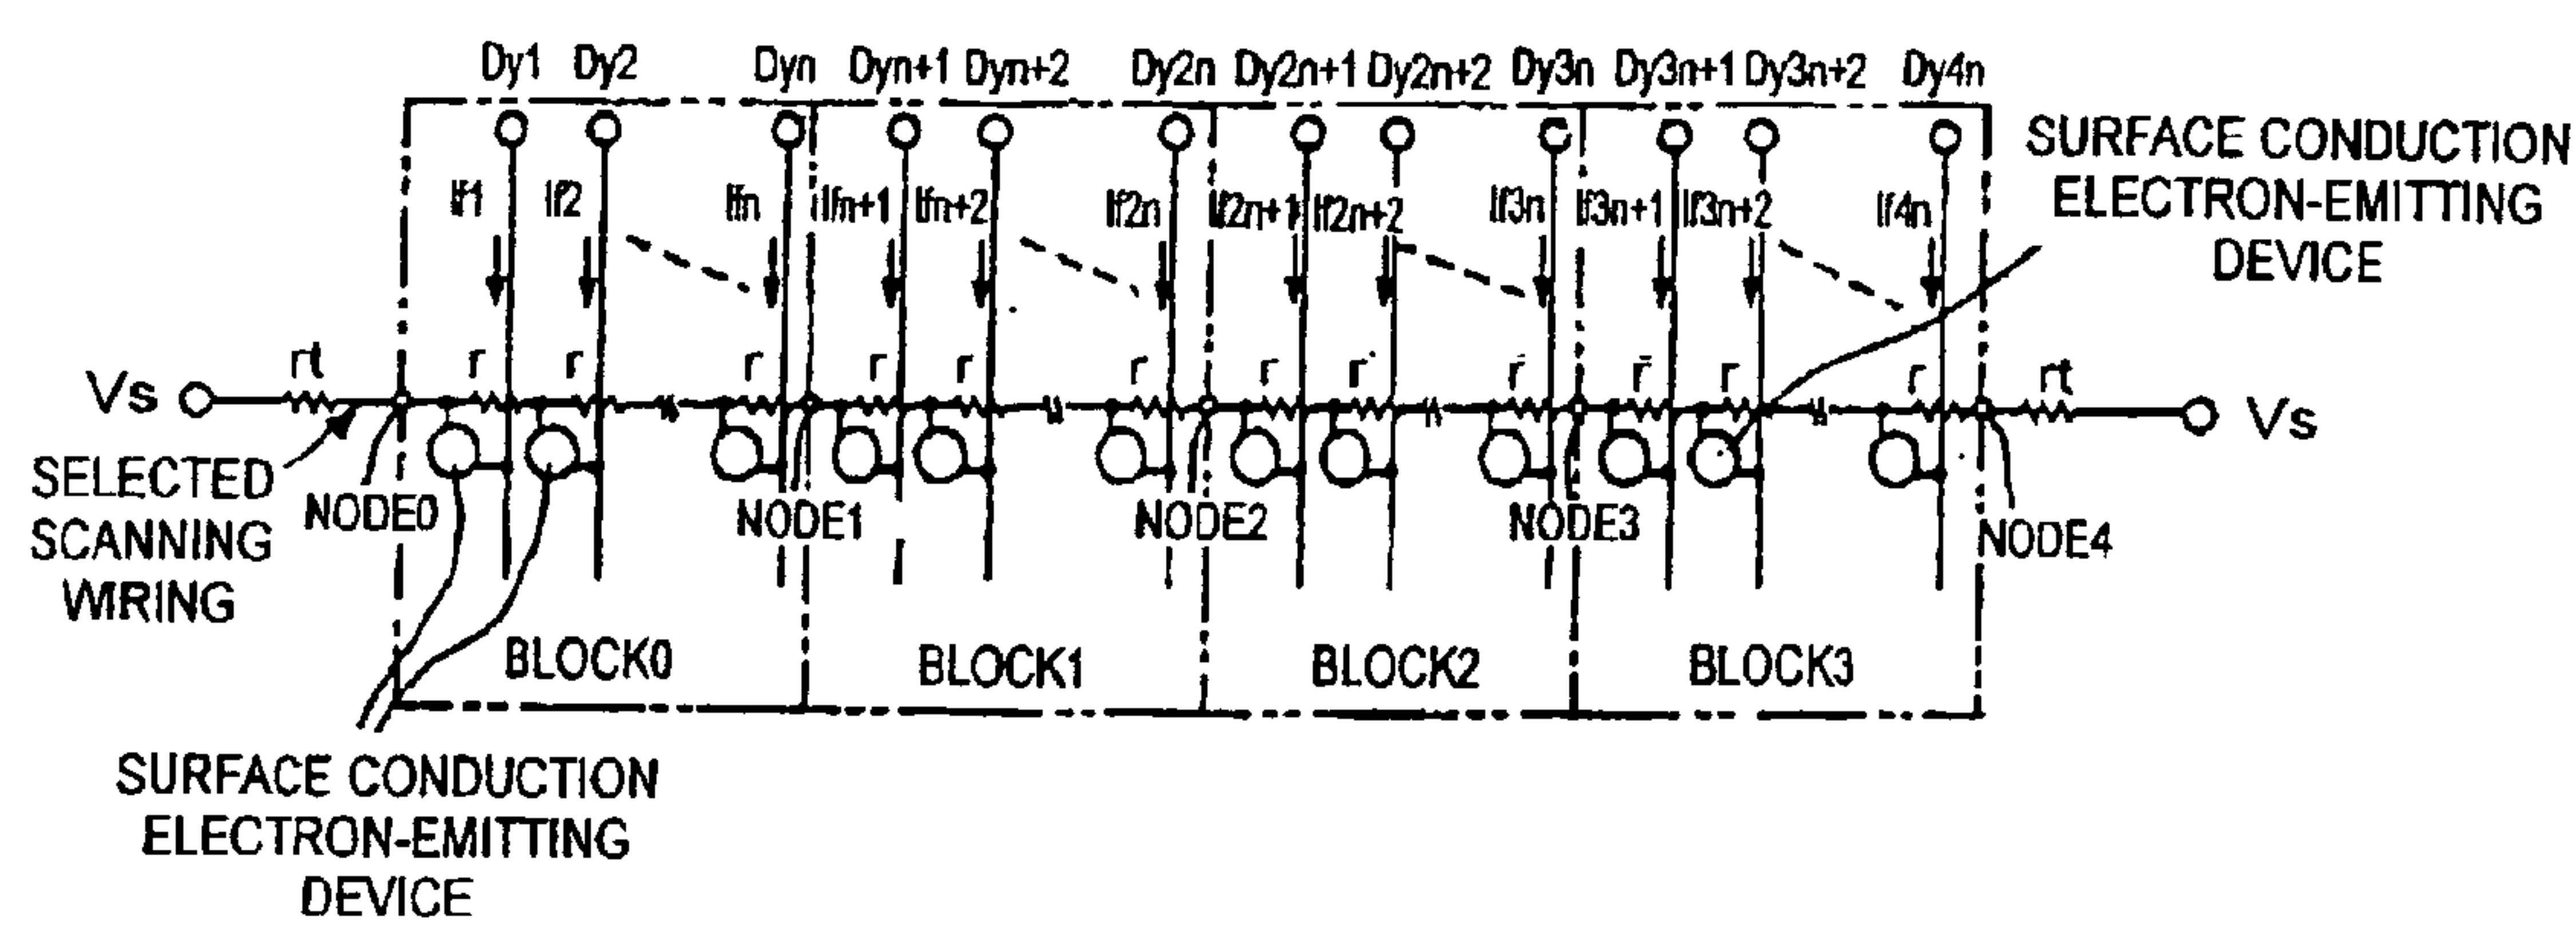 Dy1 Dy2 Dyn Dyn+1 Dyn+2 Dy2n Dy2n+1 Dy2n+2 Dy3n Dy3n+1 Dy3n+2 Dy4n
If1 If2 Ifn Ifn+1 Ifn+2 If2n If2n+1 If2n+2 If3n If3n+1 If3n+2 If4n
SURFACE CONDUCTION
ELECTRON-EMITTING
DEVICE
Vs rt r r r r r r r r r r r r rt Vs
SELECTED
SCANNING
WIRING
NODE0 NODE1 NODE2 NODE3 NODE4
BLOCK0 BLOCK1 BLOCK2 BLOCK3
SURFACE CONDUCTION
ELECTRON-EMITTING
DEVICE